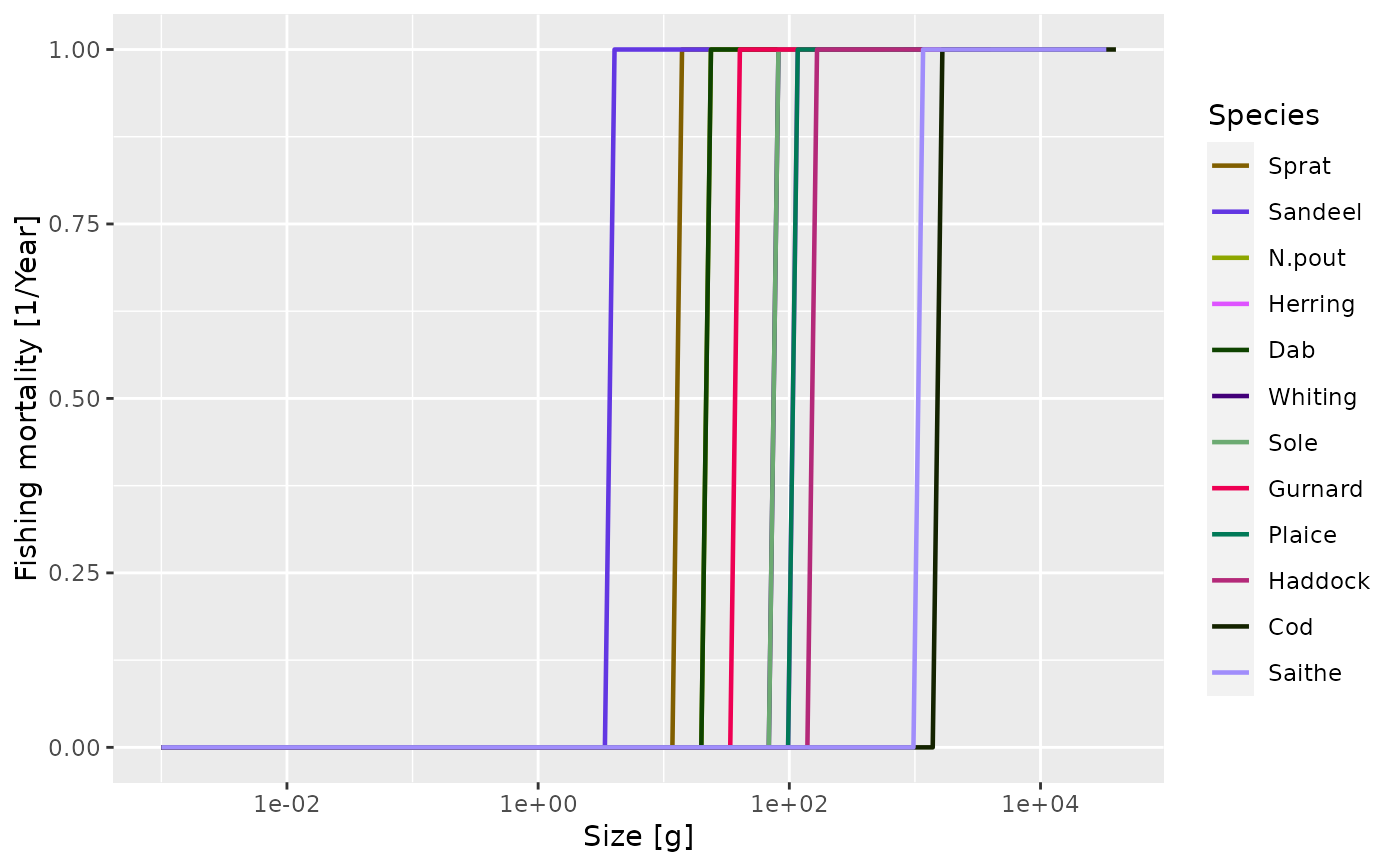 Fishing mortality [1/Year]
1.00
0.75
0.50
0.25
0.00
1e-02
1e+00
1e+02
1e+04
Size [g]
Species
Sprat
Sandeel
N.pout
Herring
Dab
Whiting
Sole
Gurnard
Plaice
Haddock
Cod
Saithe